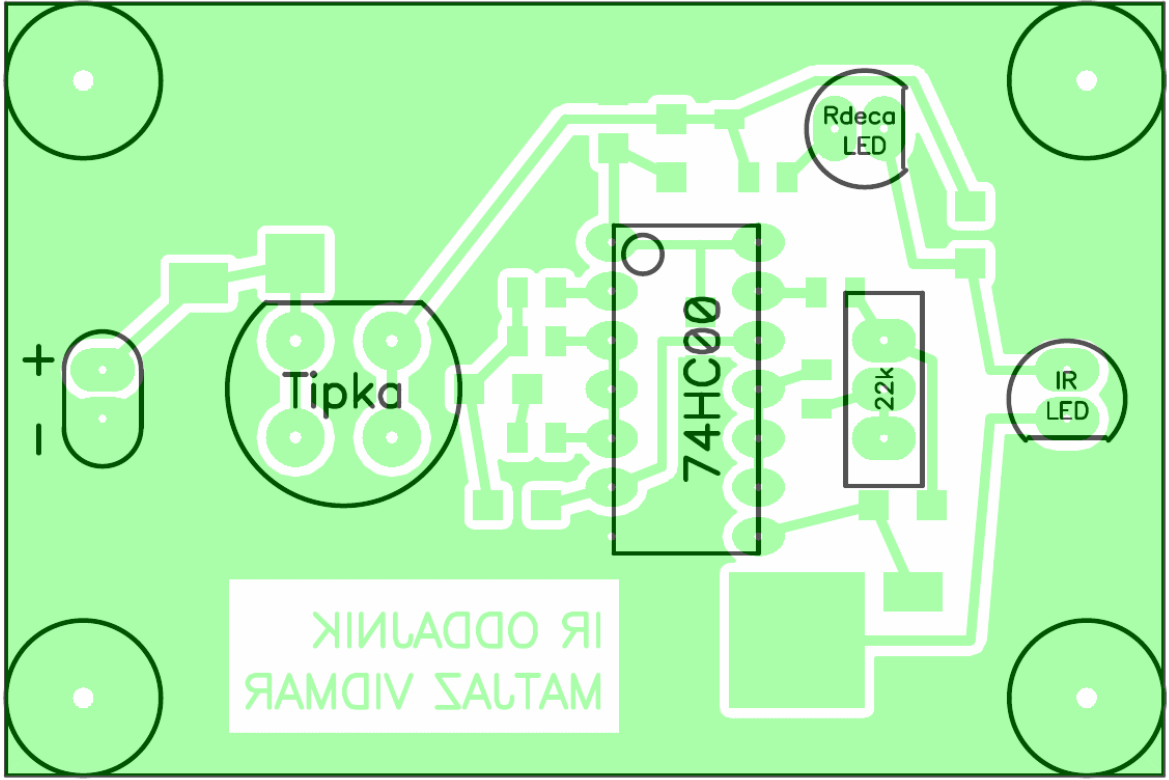 Rdeca
LED
+
Tipka
74HC00
22k
IR
LED
-
IR ODDAJNIK
MATJAZ VIDMAR